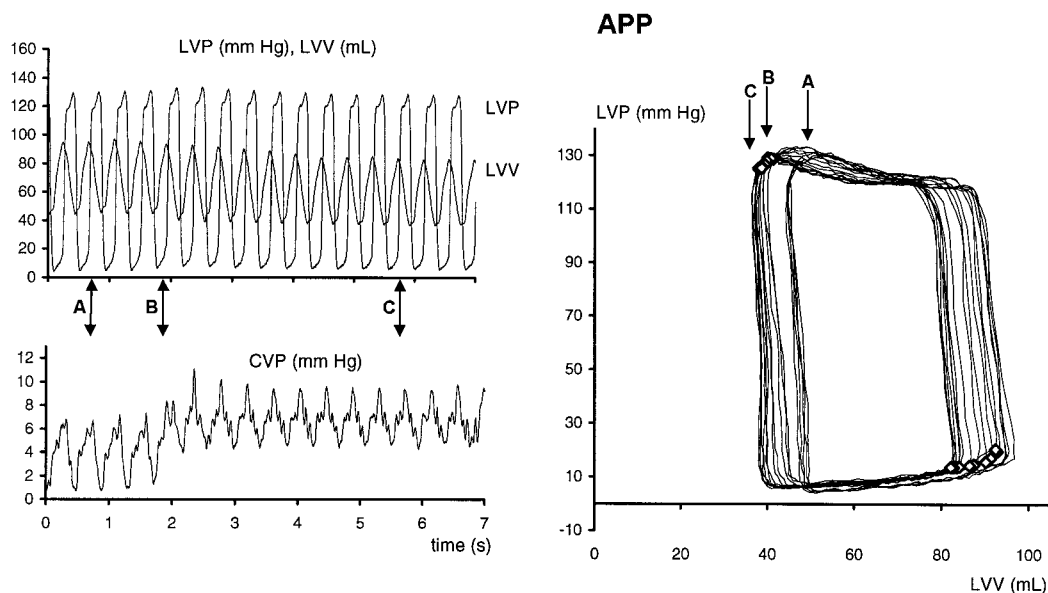 LVP (mm Hg), LVV (mL)
160
140
120
100
80
60
40
20
0
LVP
LVV
A
B
C
CVP (mm Hg)
12
10
8
6
4
2
0
0 1 2 3 4 5 6 7
time (s)
APP
C B A
LVP (mm Hg)
130
110
90
70
50
30
10
-10
0 20 40 60 80 100
LVV (mL)